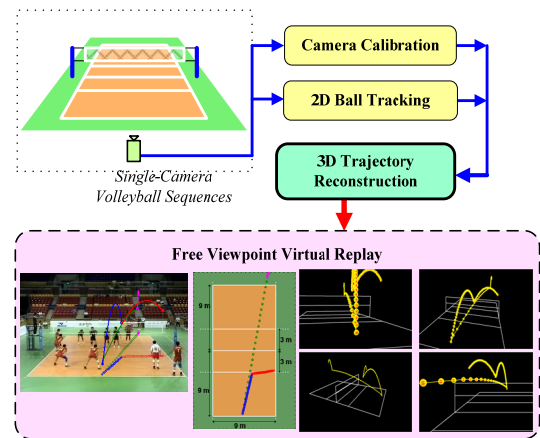 Camera Calibration
2D Ball Tracking
Single-Camera
Volleyball Sequences
3D Trajectory
Reconstruction
Free Viewpoint Virtual Replay
9 m
3 m
3 m
9 m
9 m